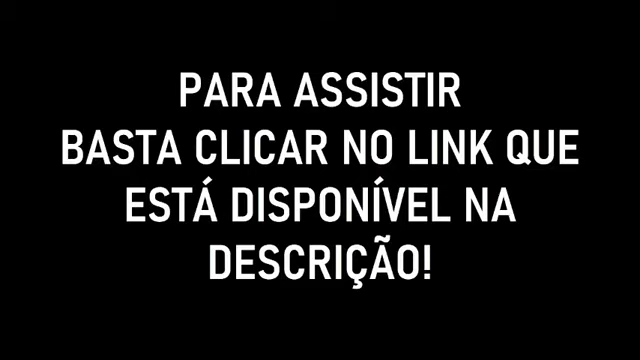 PARA ASSISTIR
BASTA CLICAR NO LINK QUE
ESTÁ DISPONÍVEL NA
DESCRIÇÃO!